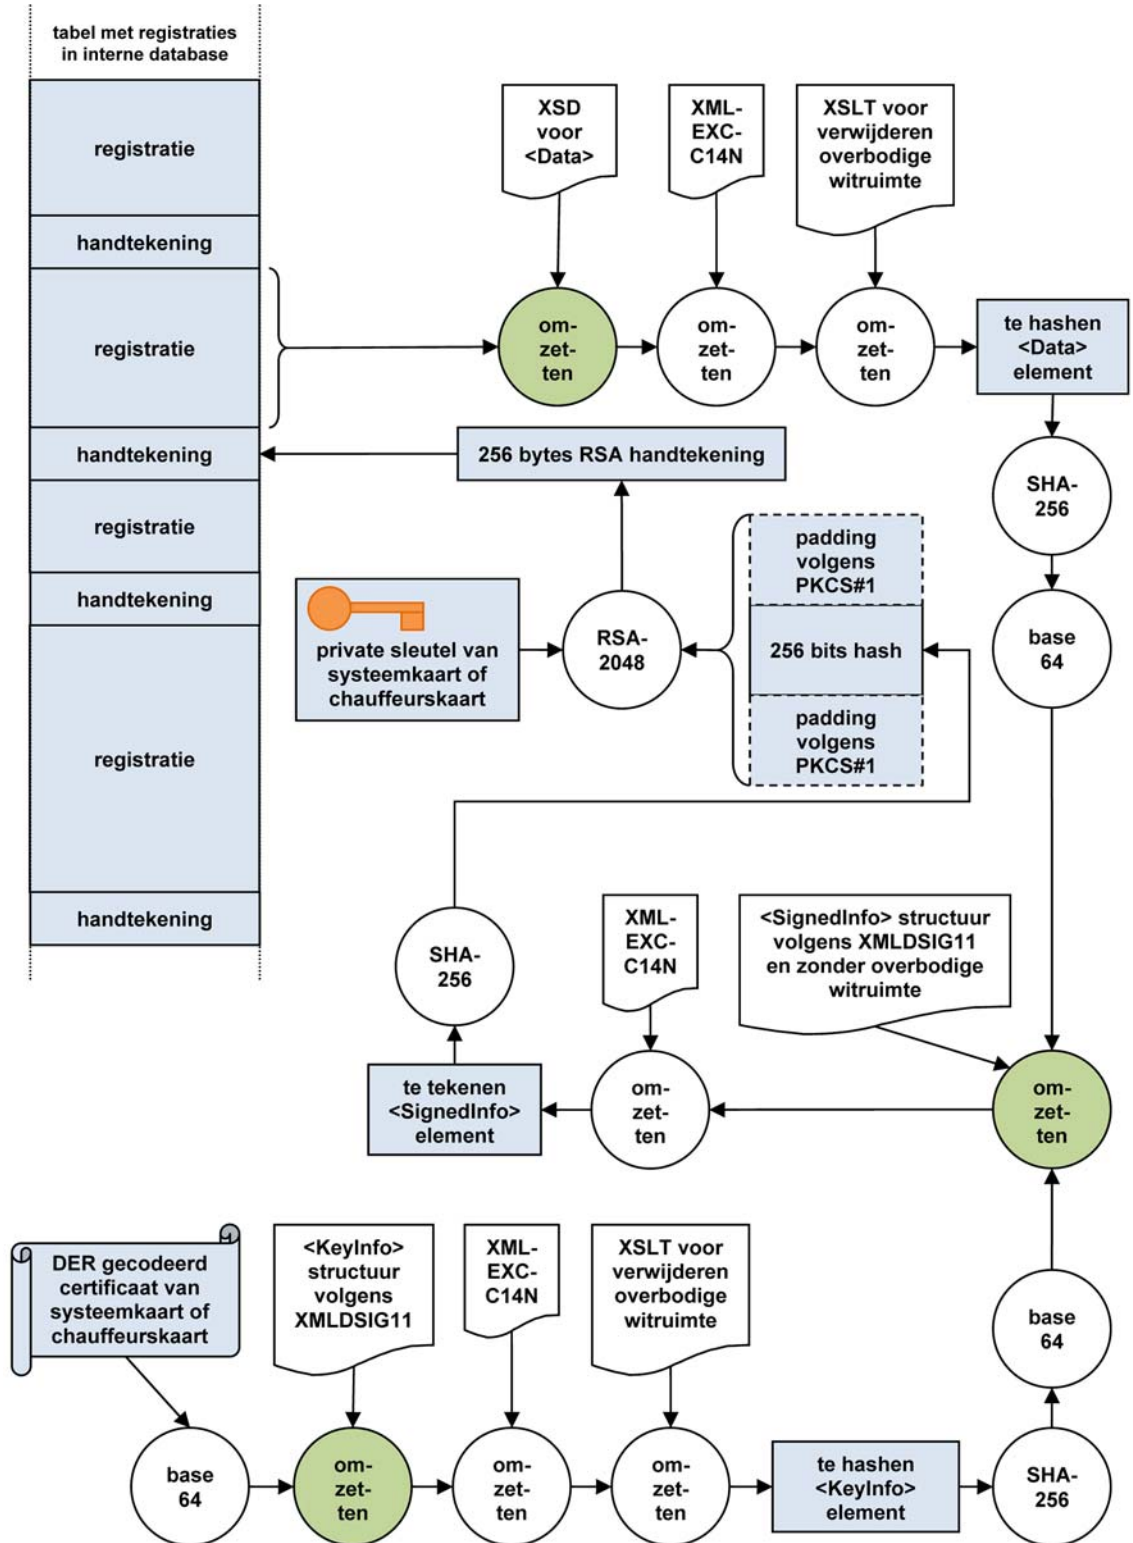 tabel met registraties
in interne database
registratie
handtekening
registratie
handtekening
registratie
handtekening
registratie
handtekening
XSD
voor
<Data>
XML-
EXC-
C14N
XSLT voor
verwijderen
overbodige
witruimte
om-
zet-
ten
om-
zet-
ten
om-
zet-
ten
te hashen
<Data>
element
SHA-
256
base
64
256 bytes RSA handtekening
private sleutel van
systeemkaart of
chauffeurskaart
RSA-
2048
padding
volgens
PKCS#1
256 bits hash
padding
volgens
PKCS#1
SHA-
256
XML-
EXC-
C14N
<SignedInfo> structuur
volgens XMLDSIG11
en zonder overbodige
witruimte
te tekenen
<SignedInfo>
element
om-
zet-
ten
om-
zet-
ten
DER gecodeerd
certificaat van
systeemkaart of
chauffeurskaart
<KeyInfo>
structuur
volgens
XMLDSIG11
XML-
EXC-
C14N
XSLT voor
verwijderen
overbodige
witruimte
base
64
base
64
om-
zet-
ten
om-
zet-
ten
om-
zet-
ten
te hashen
<KeyInfo>
element
SHA-
256